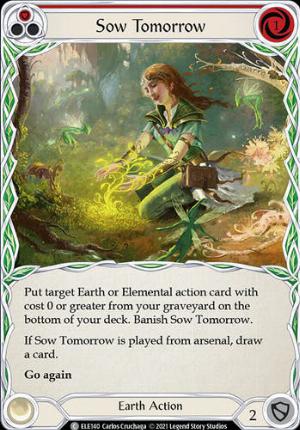 Sow Tomorrow
1
Put target Earth or Elemental action card with
cost 0 or greater from your graveyard on the
bottom of your deck. Banish Sow Tomorrow.
If Sow Tomorrow is played from arsenal, draw
a card.
Go again
Earth Action
2
C ELE140 Carlos Cruchaga © 2021 Legend Story Studios